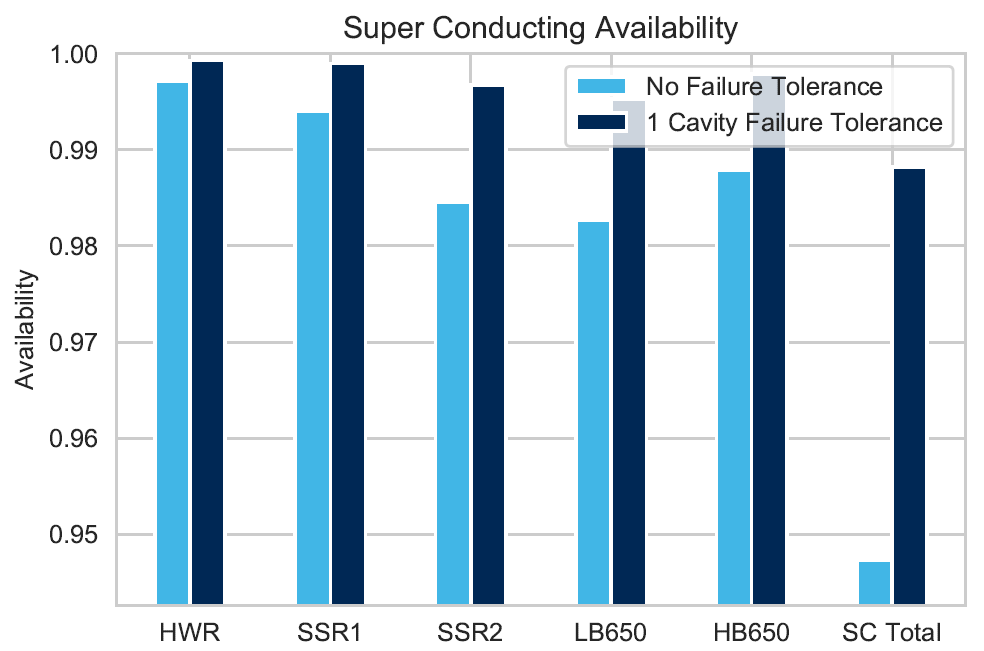 Super Conducting Availability
1.00
0.99
0.98
0.97
0.96
0.95
Availability
No Failure Tolerance
1 Cavity Failure Tolerance
HWR
SSR1
SSR2
LB650
HB650
SC Total